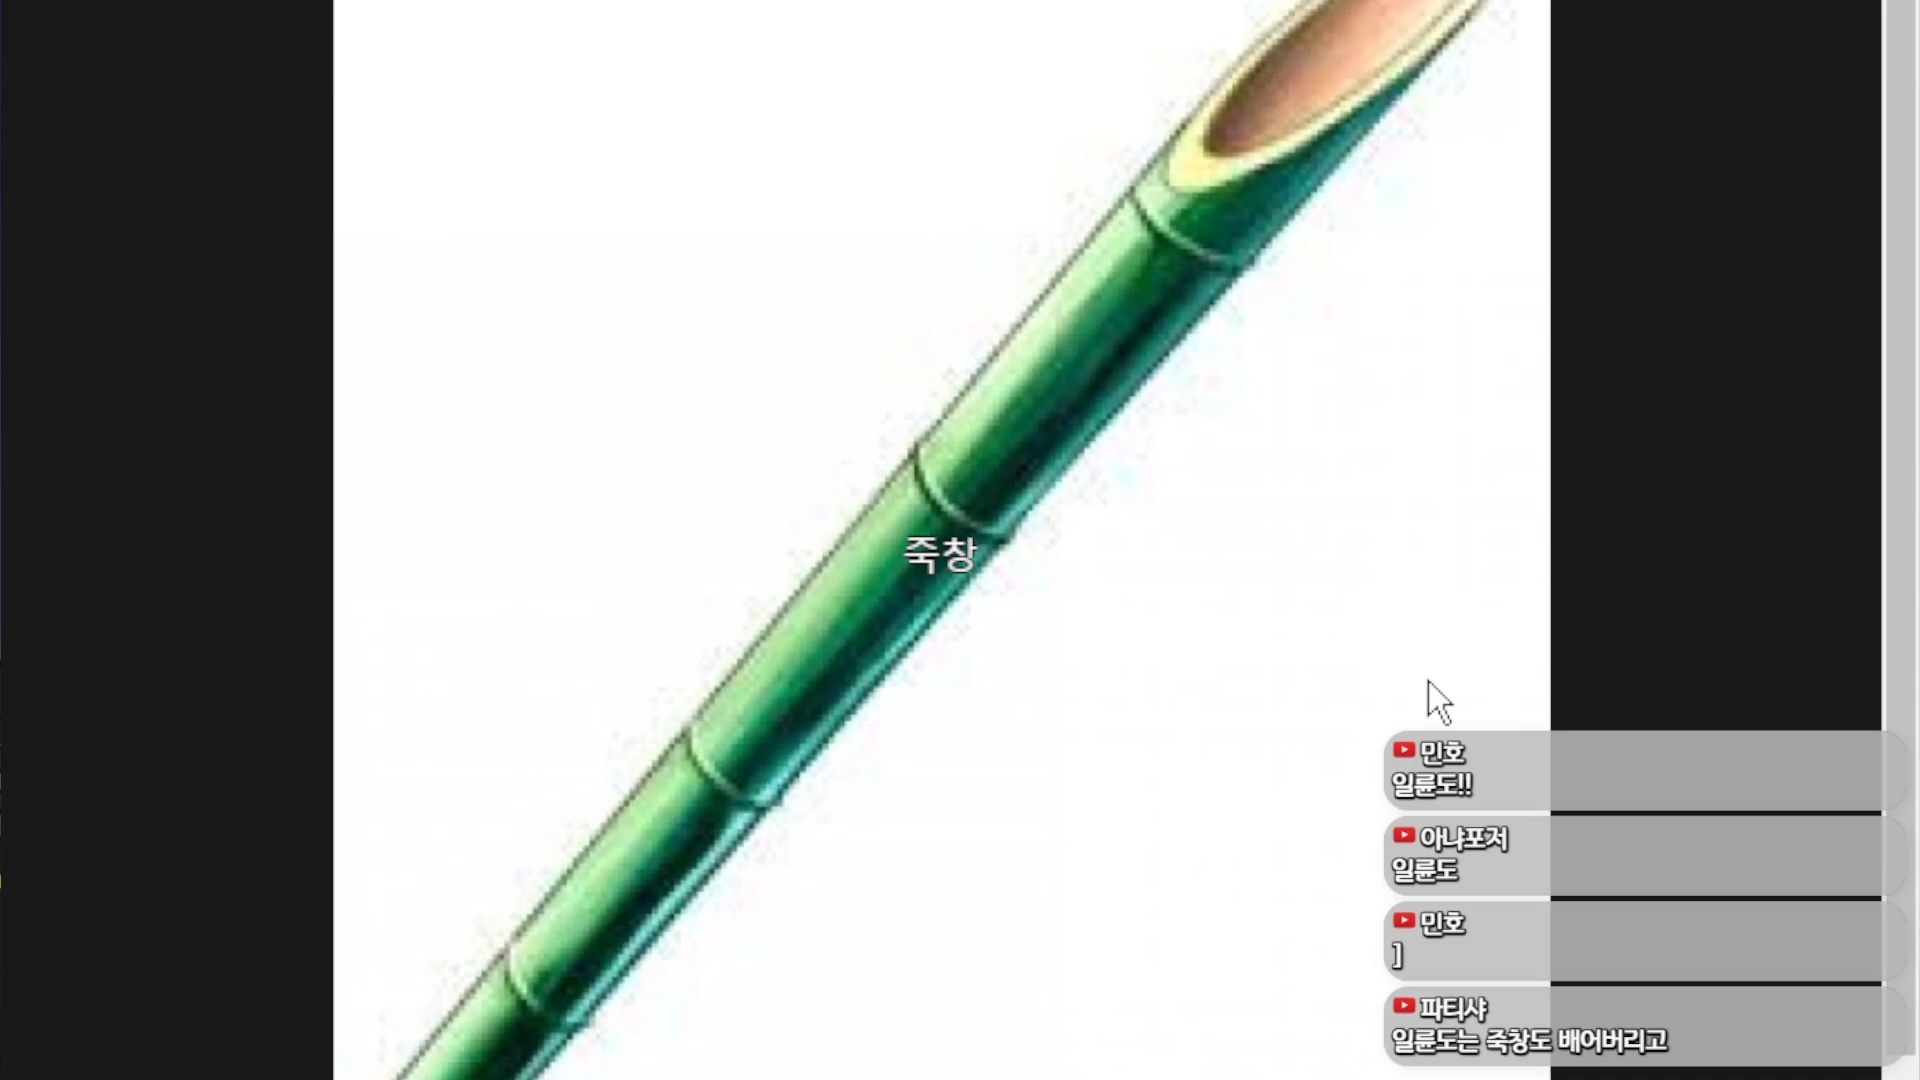 죽창
민호
일륜도!!
아냐포저
일륜도
민호
]
파티샤
일륜도는 죽창도 배어버리고